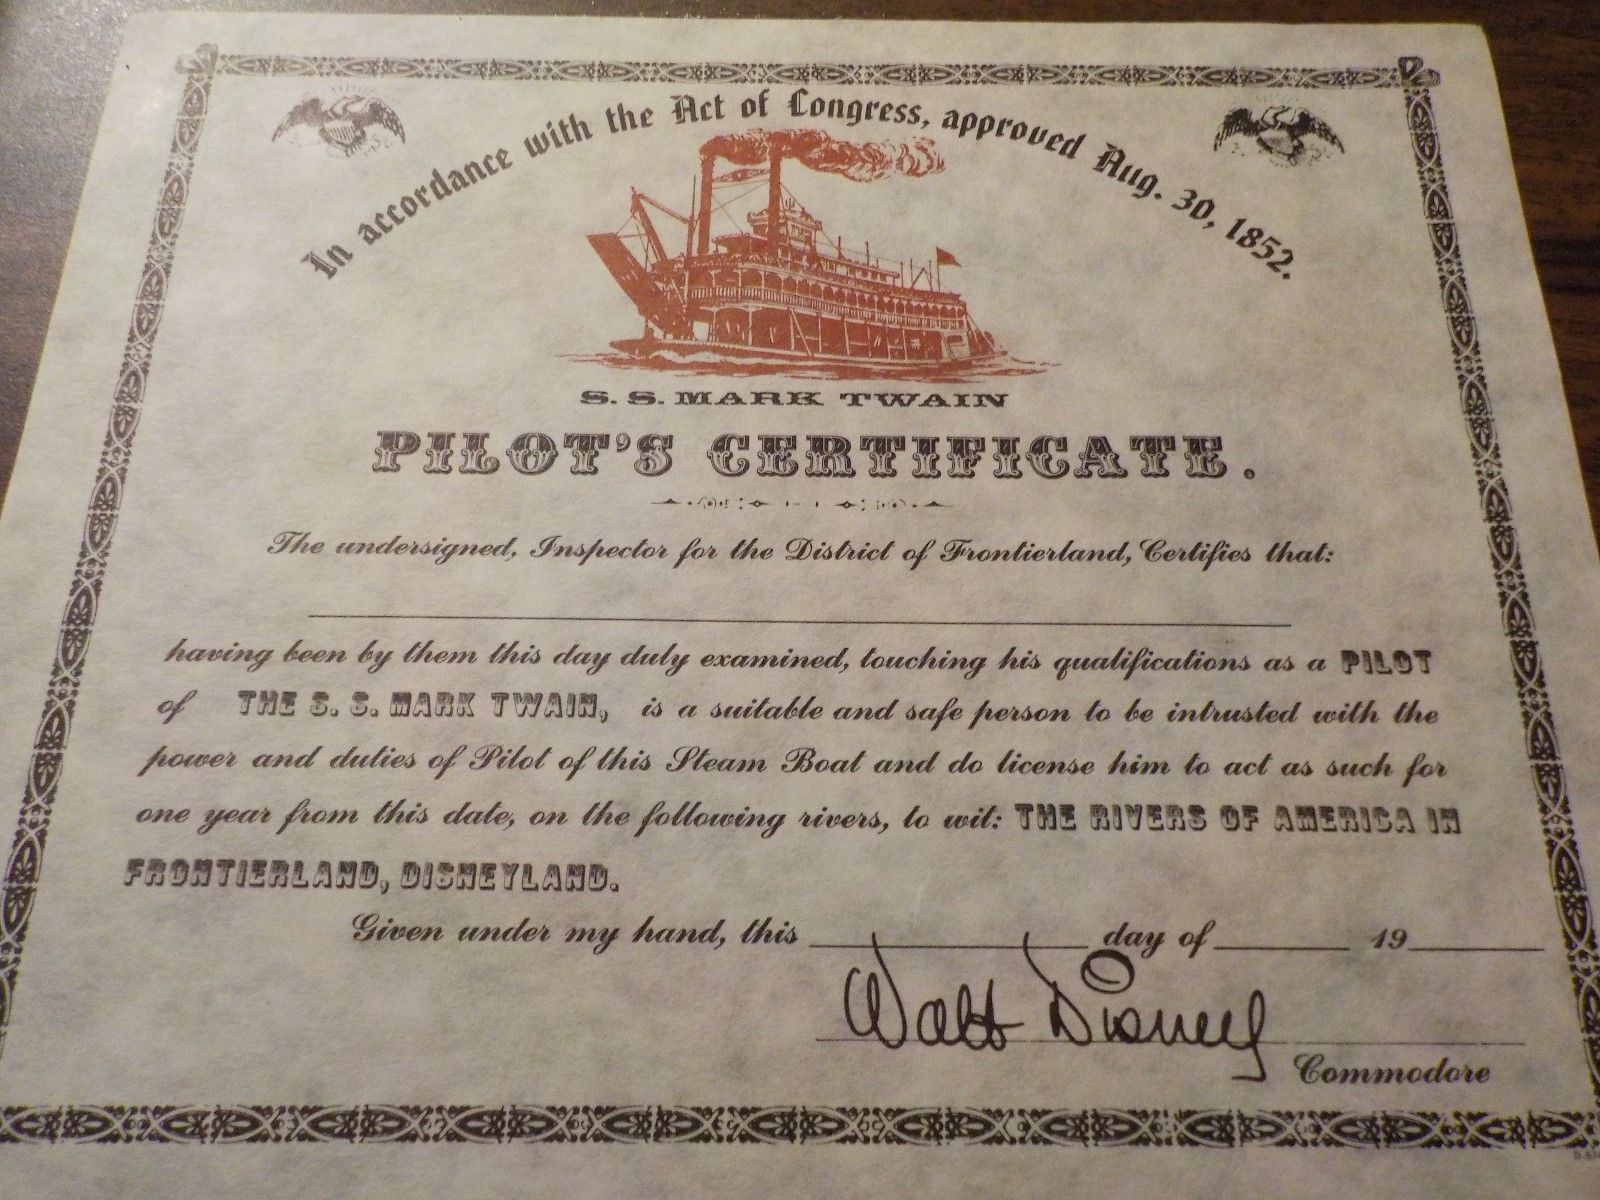 In accordance with the Act of Congress, approved Aug. 30, 1852.
S. S. MARK TWAIN
PILOT'S CERTIFICATE.
The undersigned, Inspector for the District of Frontierland, Certifies that:
having been by them this day duly examined, touching his qualifications as a PILOT
of THE S. S. MARK TWAIN, is a suitable and safe person to be intrusted with the
power and duties of Pilot of this Steam Boat and do license him to act as such for
one year from this date, on the following rivers, to wit: THE RIVERS OF AMERICA IN
FRONTIERLAND, DISNEYLAND.
Given under my hand, this day of 19
Walt Disney
Commodore